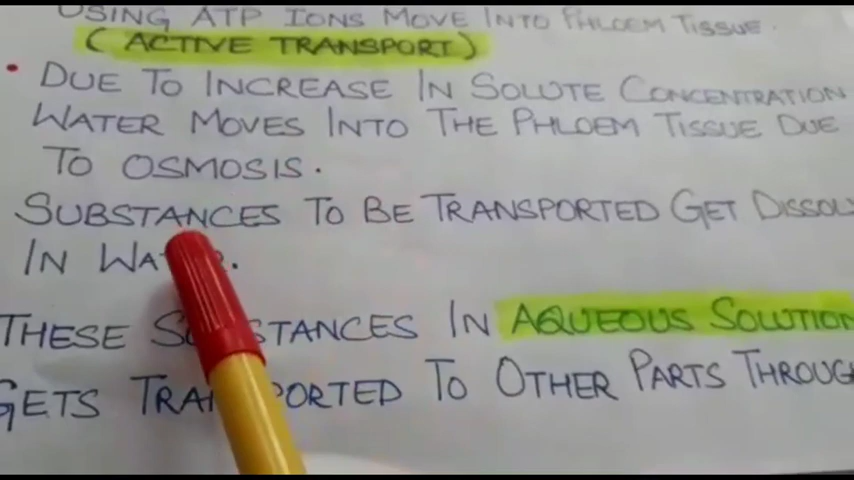 USING ATP IONS MOVE INTO PHLOEM TISSUE.
(ACTIVE TRANSPORT)
• DUE TO INCREASE IN SOLUTE CONCENTRATION
WATER MOVES INTO THE PHLOEM TISSUE DUE
TO OSMOSIS.
SUBSTANCES TO BE TRANSPORTED GET
IN
THESE IN AQUEOUS SOLUTION
GETS TO OTHER PARTS